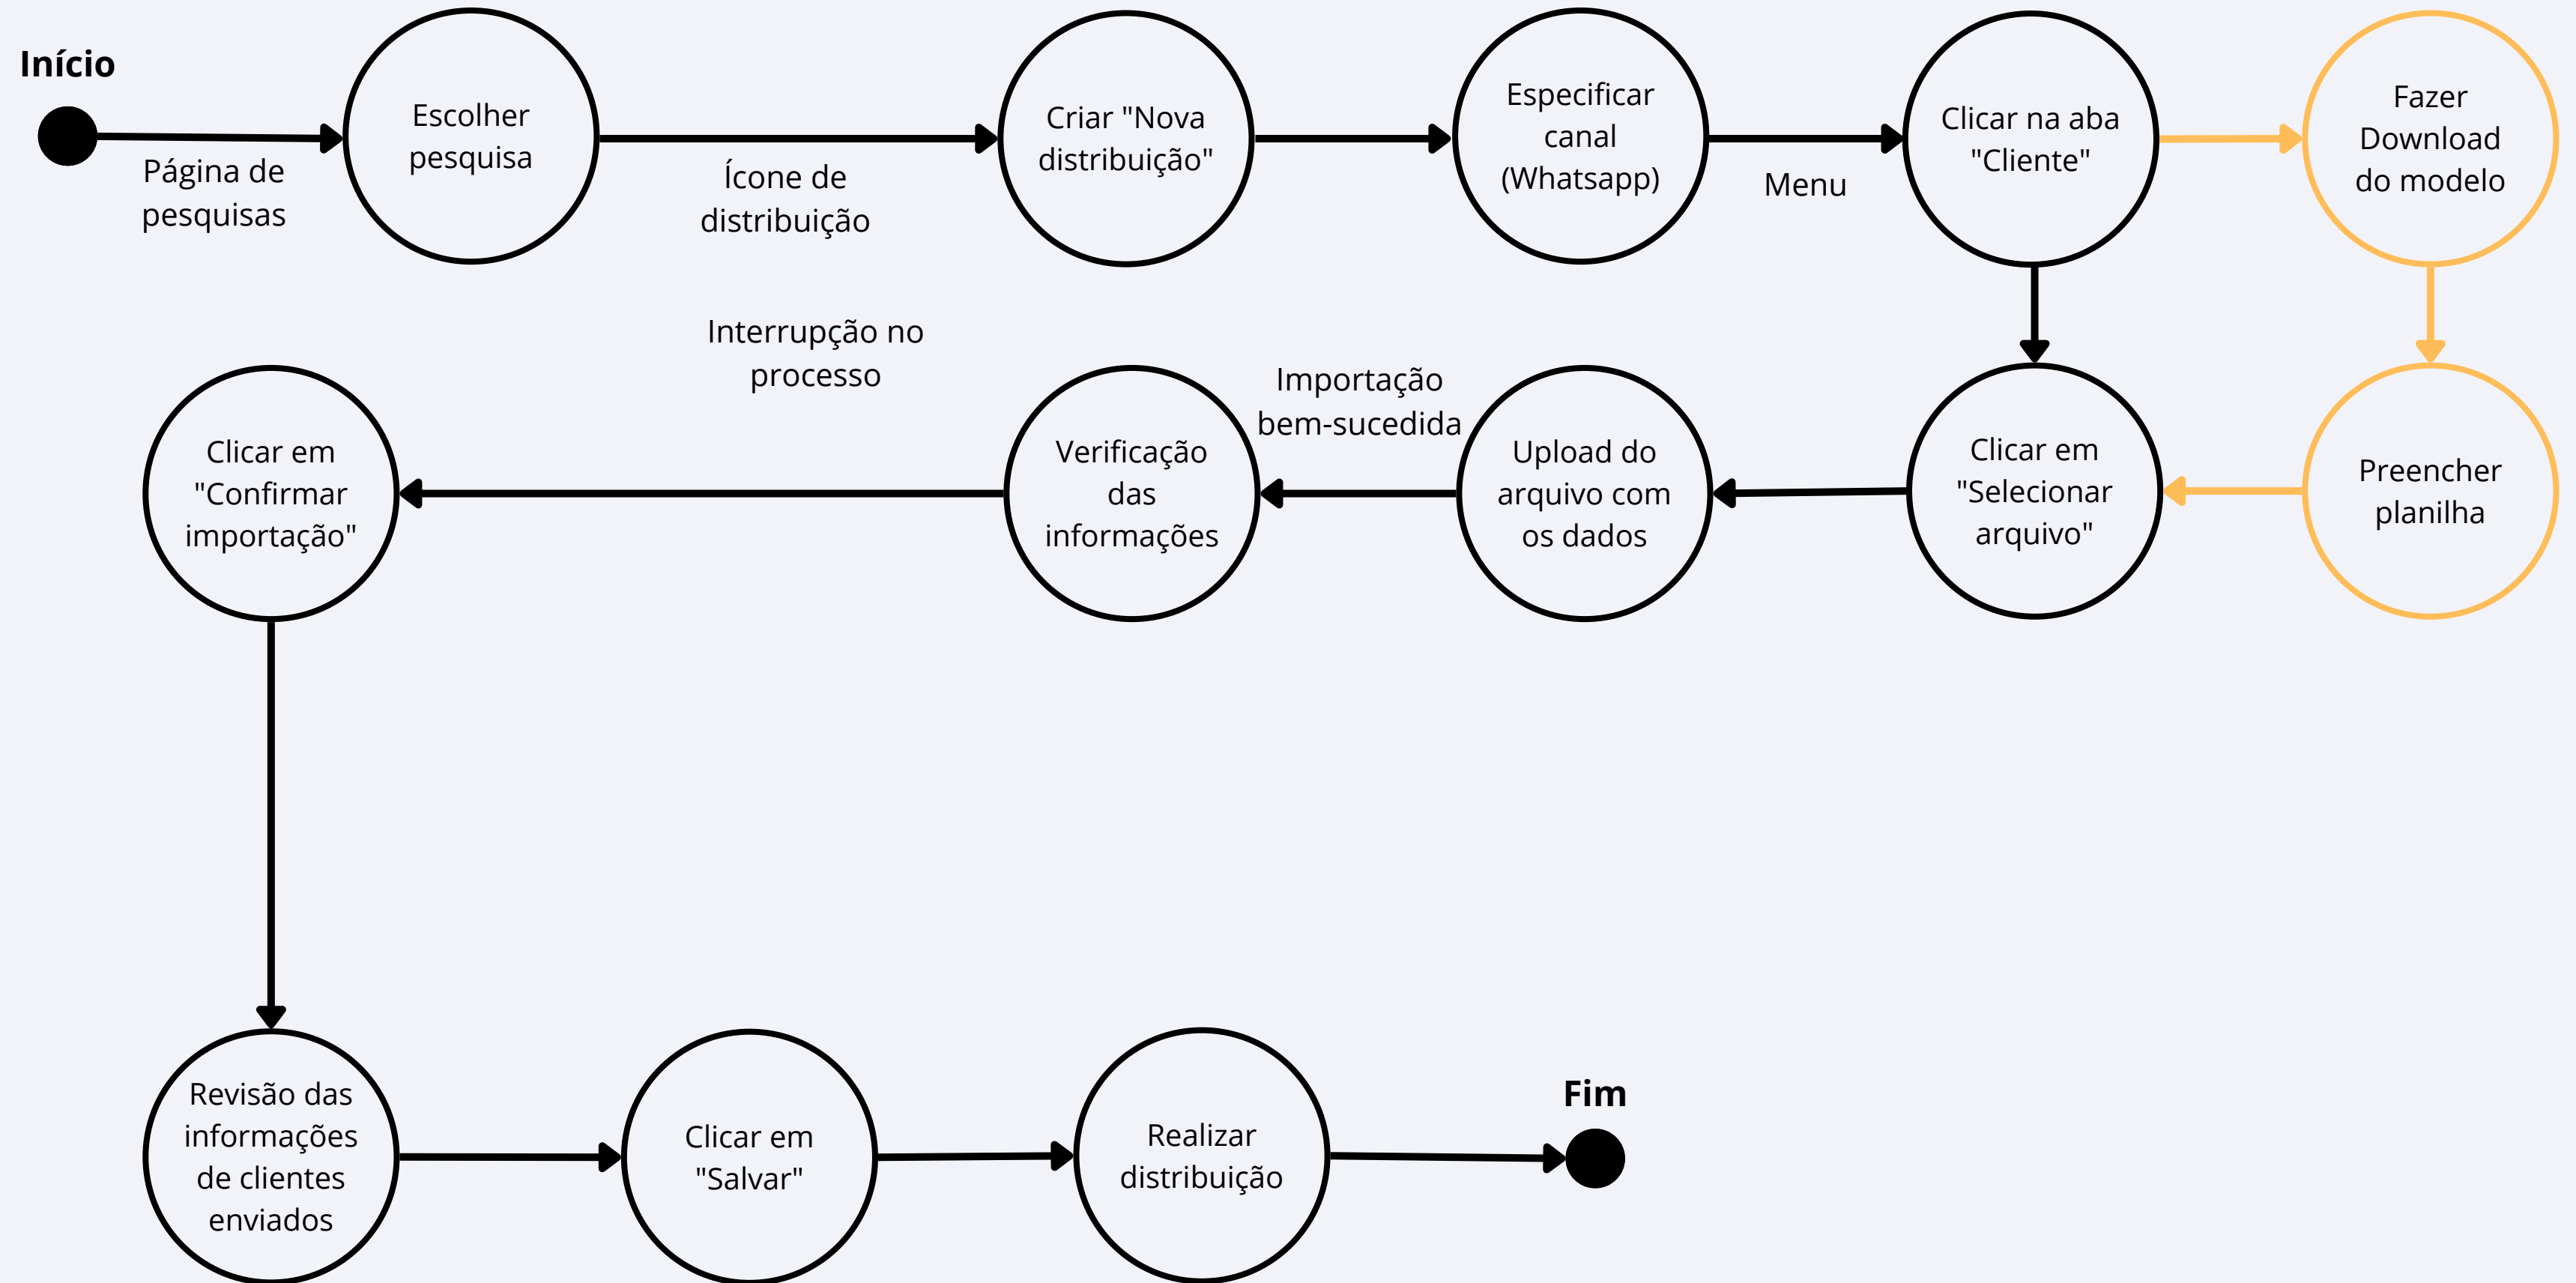 Início
Página de
pesquisas
Escolher
pesquisa
Ícone de
distribuição
Criar "Nova
distribuição"
Especificar
canal
(Whatsapp)
Menu
Clicar na aba
"Cliente"
Fazer
Download
do modelo
Preencher
planilha
Clicar em
"Selecionar
arquivo"
Upload do
arquivo com
os dados
Importação
bem-sucedida
Verificação
das
informações
Interrupção no
processo
Clicar em
"Confirmar
importação"
Revisão das
informações
de clientes
enviados
Clicar em
"Salvar"
Realizar
distribuição
Fim